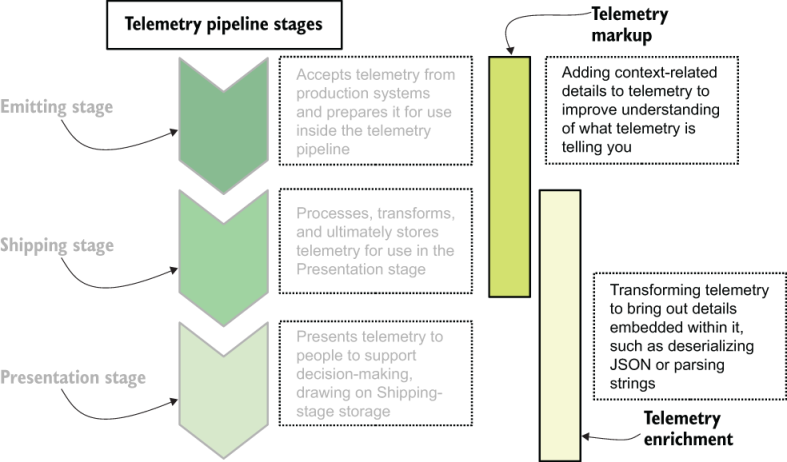 Telemetry pipeline stages
Emitting stage
Accepts telemetry from
production systems
and prepares it for use
inside the telemetry
pipeline
Shipping stage
Processes, transforms,
and ultimately stores
telemetry for use in the
Presentation stage
Presentation stage
Presents telemetry to
people to support
decision-making,
drawing on Shipping-
stage storage
Telemetry
markup
Adding context-related
details to telemetry to
improve understanding
of what telemetry is
telling you
Transforming telemetry
to bring out details
embedded within it,
such as deserializing
JSON or parsing
strings
Telemetry
enrichment